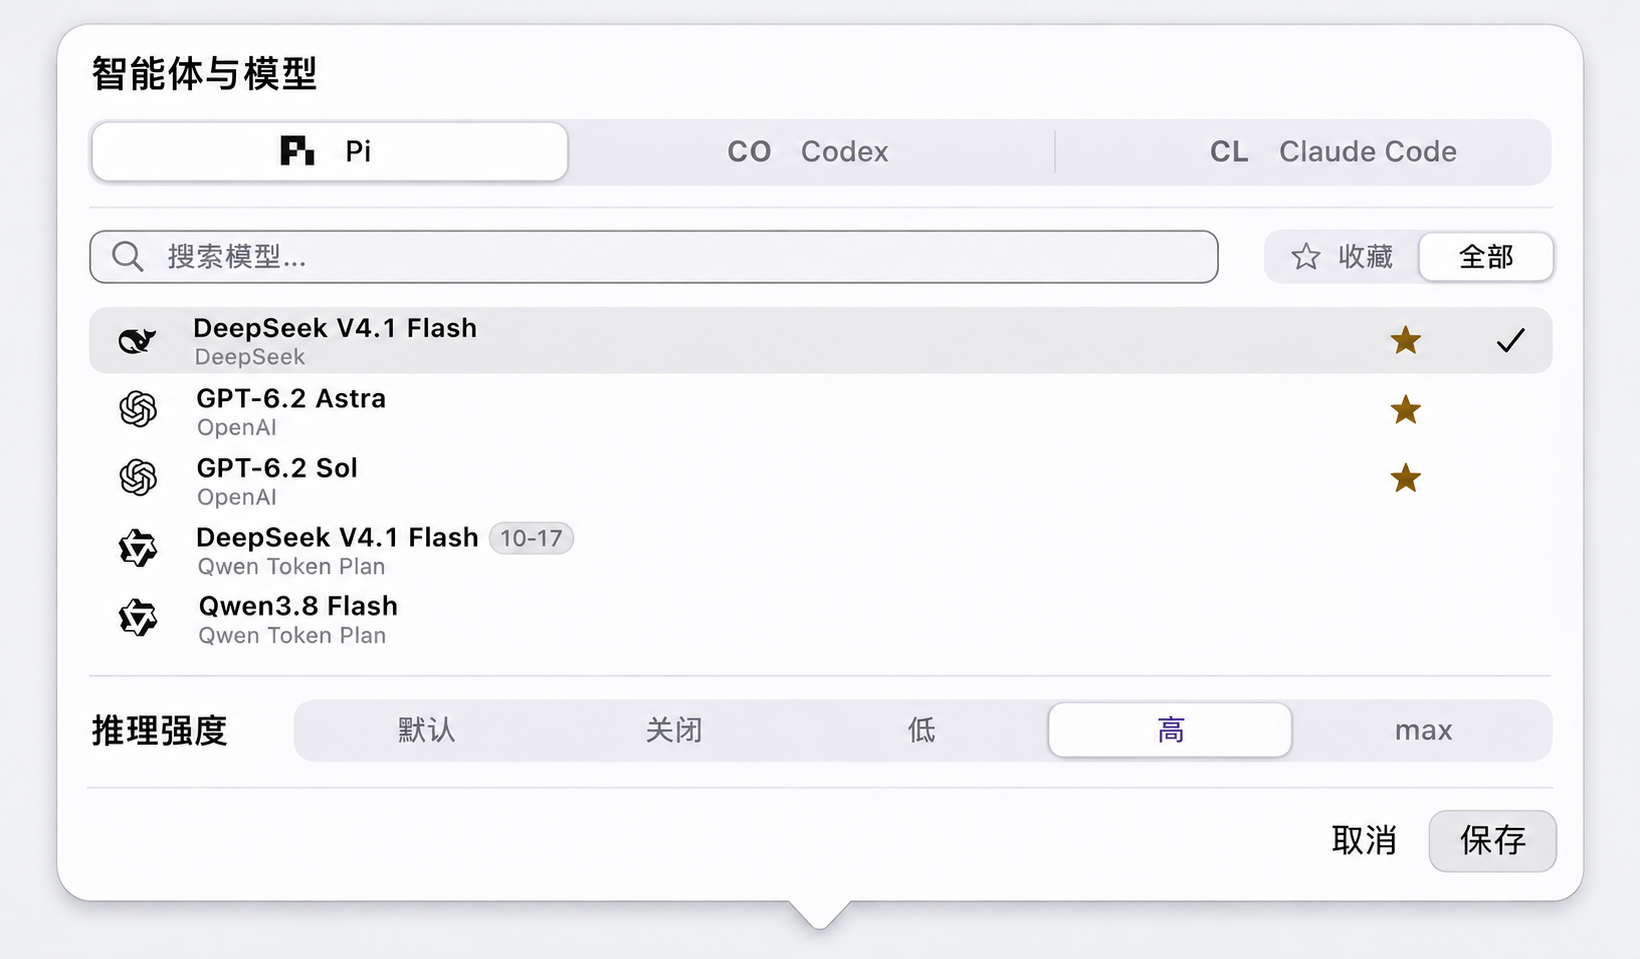 智能体与模型
Pi
CO Codex
CL Claude Code
搜索模型...
收藏
全部
DeepSeek V4.1 Flash
DeepSeek
GPT-6.2 Astra
OpenAI
GPT-6.2 Sol
OpenAI
DeepSeek V4.1 Flash 10-17
Qwen Token Plan
Qwen3.8 Flash
Qwen Token Plan
推理强度 默认 关闭 低 高 max
取消 保存